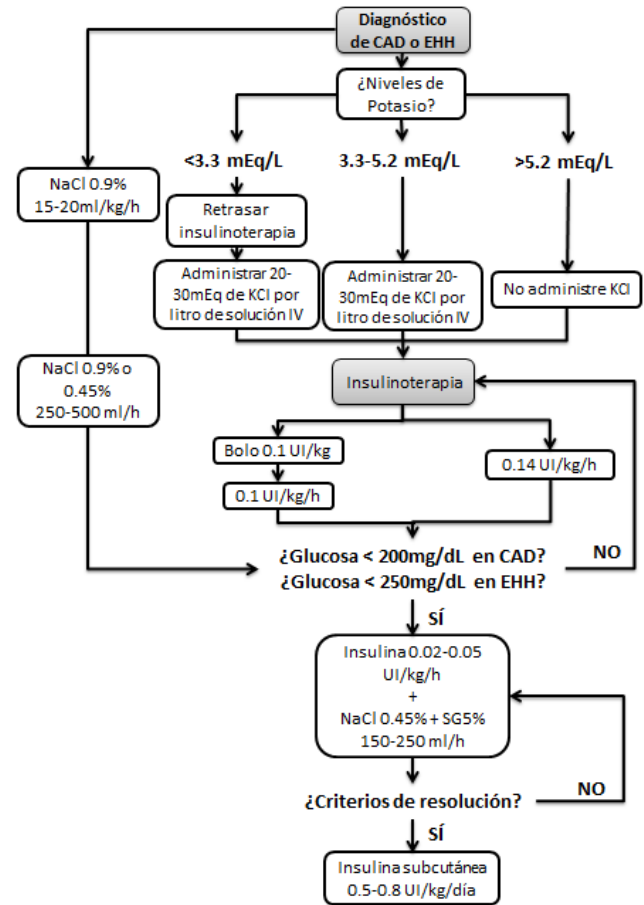 Diagnóstico
de CAD o EHH
¿Niveles de
Potasio?
<3.3 mEq/L
3.3-5.2 mEq/L
>5.2 mEq/L
NaCl 0.9%
15-20ml/kg/h
Retrasar
insulinoterapia
Administrar 20-
30mEq de KCl por
litro de solución IV
Administrar 20-
30mEq de KCl por
litro de solución IV
No administre KCl
NaCl 0.9% o
0.45%
250-500 ml/h
Insulinoterapia
Bolo 0.1 UI/kg
0.1 UI/kg/h
0.14 UI/kg/h
¿Glucosa < 200mg/dL en CAD?
¿Glucosa < 250mg/dL en EHH?
NO
SÍ
Insulina 0.02-0.05
UI/kg/h
+
NaCl 0.45% + SG5%
150-250 ml/h
¿Criterios de resolución?
NO
SÍ
Insulina subcutánea
0.5-0.8 UI/kg/día